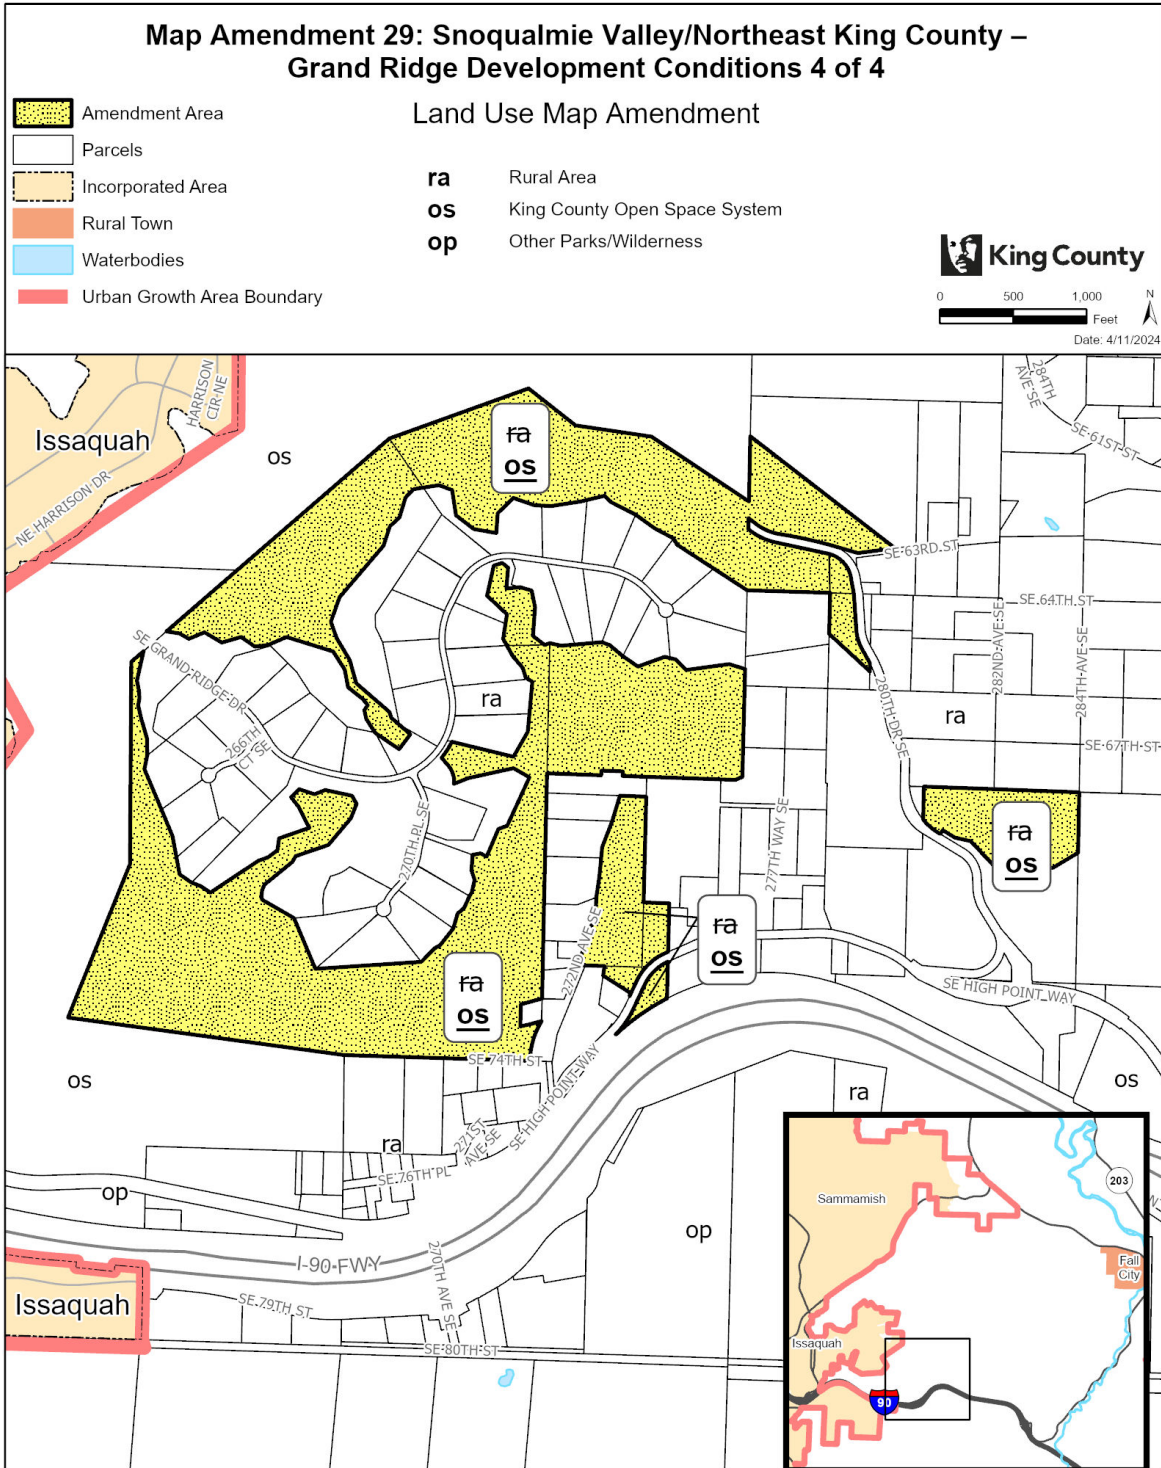 Map Amendment 29: Snoqualmie Valley/Northeast King County –
Grand Ridge Development Conditions 4 of 4
Land Use Map Amendment
Amendment Area
Parcels
Incorporated Area
Rural Town
Waterbodies
Urban Growth Area Boundary
ra Rural Area
os King County Open Space System
op Other Parks/Wilderness
King County
0 500 1,000
Feet
N
Date: 4/11/2024
Issaquah
HARRISON
CIR NE
NE HARRISON DR
os
ra
os
284TH
AVE SE
SE 61ST ST
SE 63RD ST
SE 64TH ST
282ND AVE SE
284TH AVE SE
SE GRAND RIDGE DR
266TH
CT SE
ra
280TH DR SE
ra
SE 67TH ST
270TH PL SE
277TH WAY SE
ra
os
272ND AVE SE
ra
os
ra
os
SE HIGH POINT WAY
SE 74TH ST
os
SE HIGH POINT WAY
ra
os
271ST
AVE SE
ra
SE 76TH PL
op
op
I-90 FWY
270TH AVE SE
Issaquah
SE 79TH ST
SE 80TH ST
Sammamish
203
Fall
City
Issaquah
90